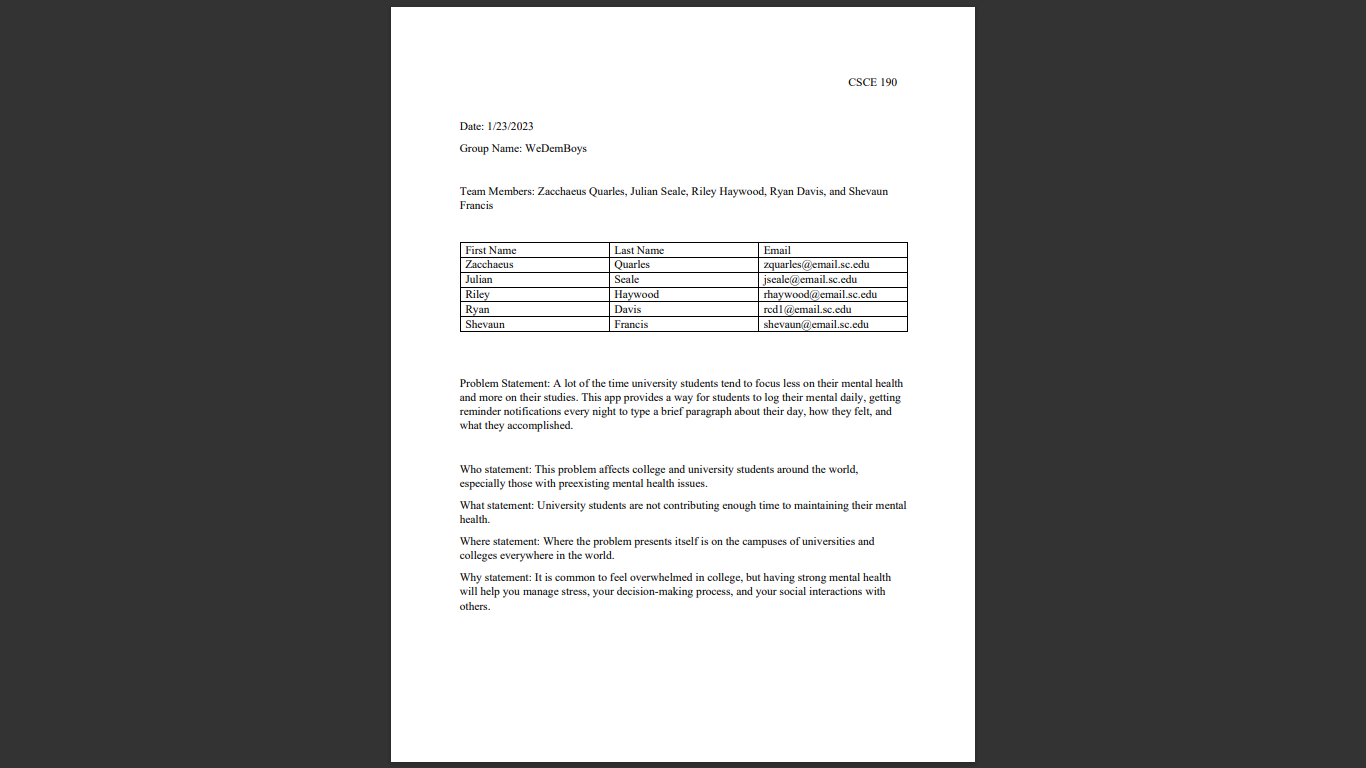 CSCE 190
Date: 1/23/2023
Group Name: WeDemBoys
Team Members: Zacchaeus Quarles, Julian Seale, Riley Haywood, Ryan Davis, and Shevaun
Francis
First Name Last Name Email
Zacchaeus Quarles zquarles@email.sc.edu
Julian Seale jseale@email.sc.edu
Riley Haywood rhaywood@email.sc.edu
Ryan Davis rcd1@email.sc.edu
Shevaun Francis shevaun@email.sc.edu
Problem Statement: A lot of the time university students tend to focus less on their mental health
and more on their studies. This app provides a way for students to log their mental daily, getting
reminder notifications every night to type a brief paragraph about their day, how they felt, and
what they accomplished.
Who statement: This problem affects college and university students around the world,
especially those with preexisting mental health issues.
What statement: University students are not contributing enough time to maintaining their mental
health.
Where statement: Where the problem presents itself is on the campuses of universities and
colleges everywhere in the world.
Why statement: It is common to feel overwhelmed in college, but having strong mental health
will help you manage stress, your decision-making process, and your social interactions with
others.